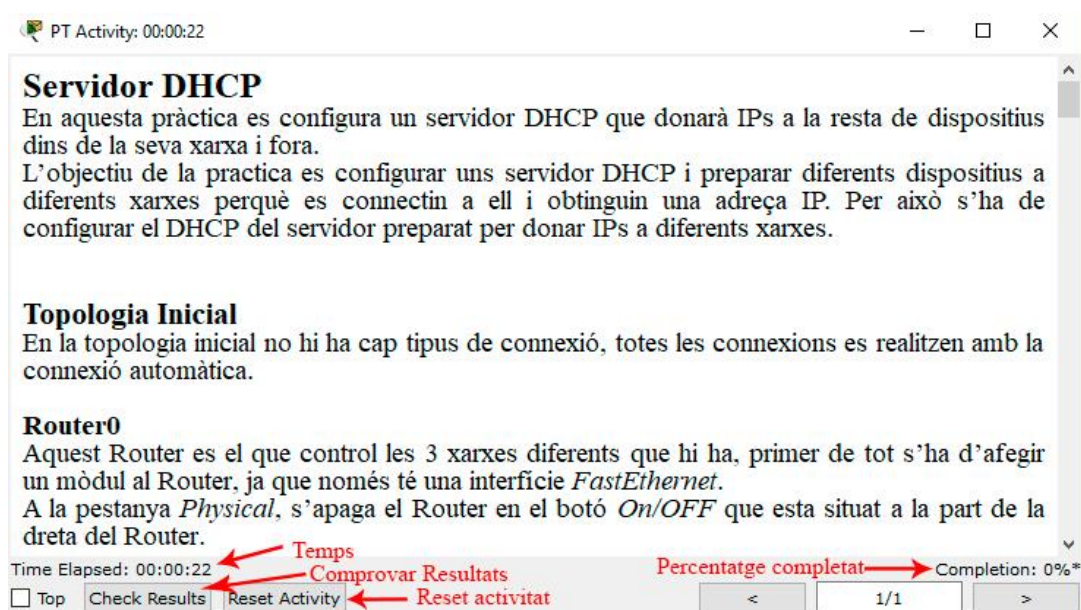 PT Activity: 00:00:22
Servidor DHCP
En aquesta pràctica es configura un servidor DHCP que donarà IPs a la resta de dispositius
dins de la seva xarxa i fora.
L’objectiu de la practica es configurar uns servidor DHCP i preparar diferents dispositius a
diferents xarxes perquè es connectin a ell i obtinguin una adreça IP. Per això s’ha de
configurar el DHCP del servidor preparat per donar IPs a diferents xarxes.
Topologia Inicial
En la topologia inicial no hi ha cap tipus de connexió, totes les connexions es realitzen amb la
connexió automàtica.
Router0
Aquest Router es el que control les 3 xarxes diferents que hi ha, primer de tot s’ha d’afegir
un mòdul al Router, ja que només té una interfície FastEthernet.
A la pestanya Physical, s’apaga el Router en el botó On/OFF que esta situat a la part de la
dreta del Router.
Temps
Time Elapsed: 00:00:22
Comprovar Resultats
Percentatge completat
Completion: 0%*
Top Check Results Reset Activity
Reset activitat
< 1/1 >